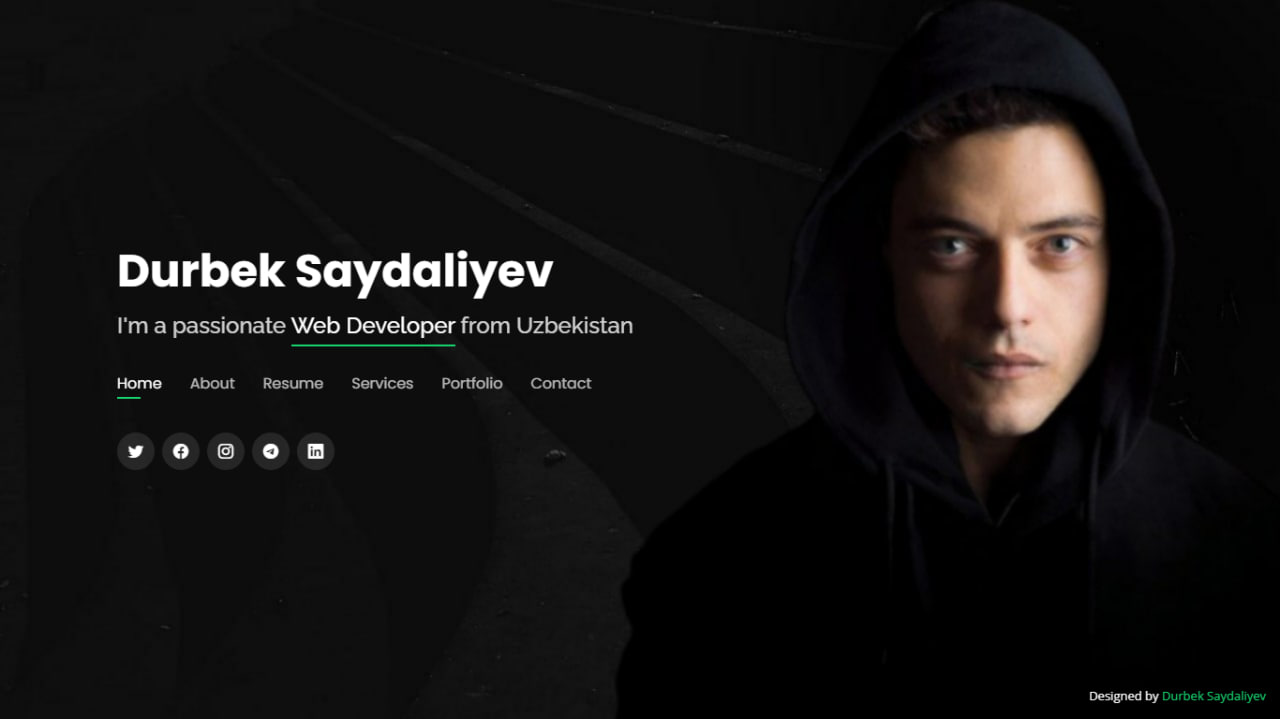 Durbek Saydaliyev
I'm a passionate Web Developer from Uzbekistan
Home About Resume Services Portfolio Contact
Designed by Durbek Saydaliyev